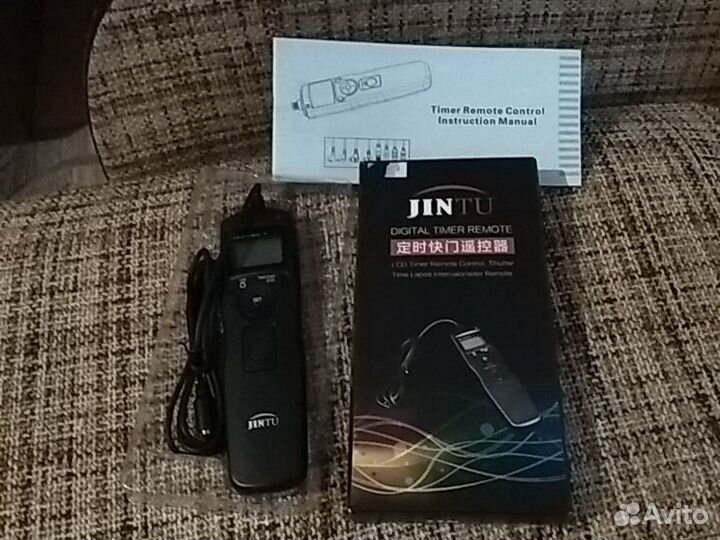 Timer Remote Control
Instruction Manual
JINTU
DIGITAL TIMER REMOTE
定时快门遥控器
LCD Timer Remote Control, Shutter
Time Lapse Intervalometer Remote
SET
JINTU
Avito